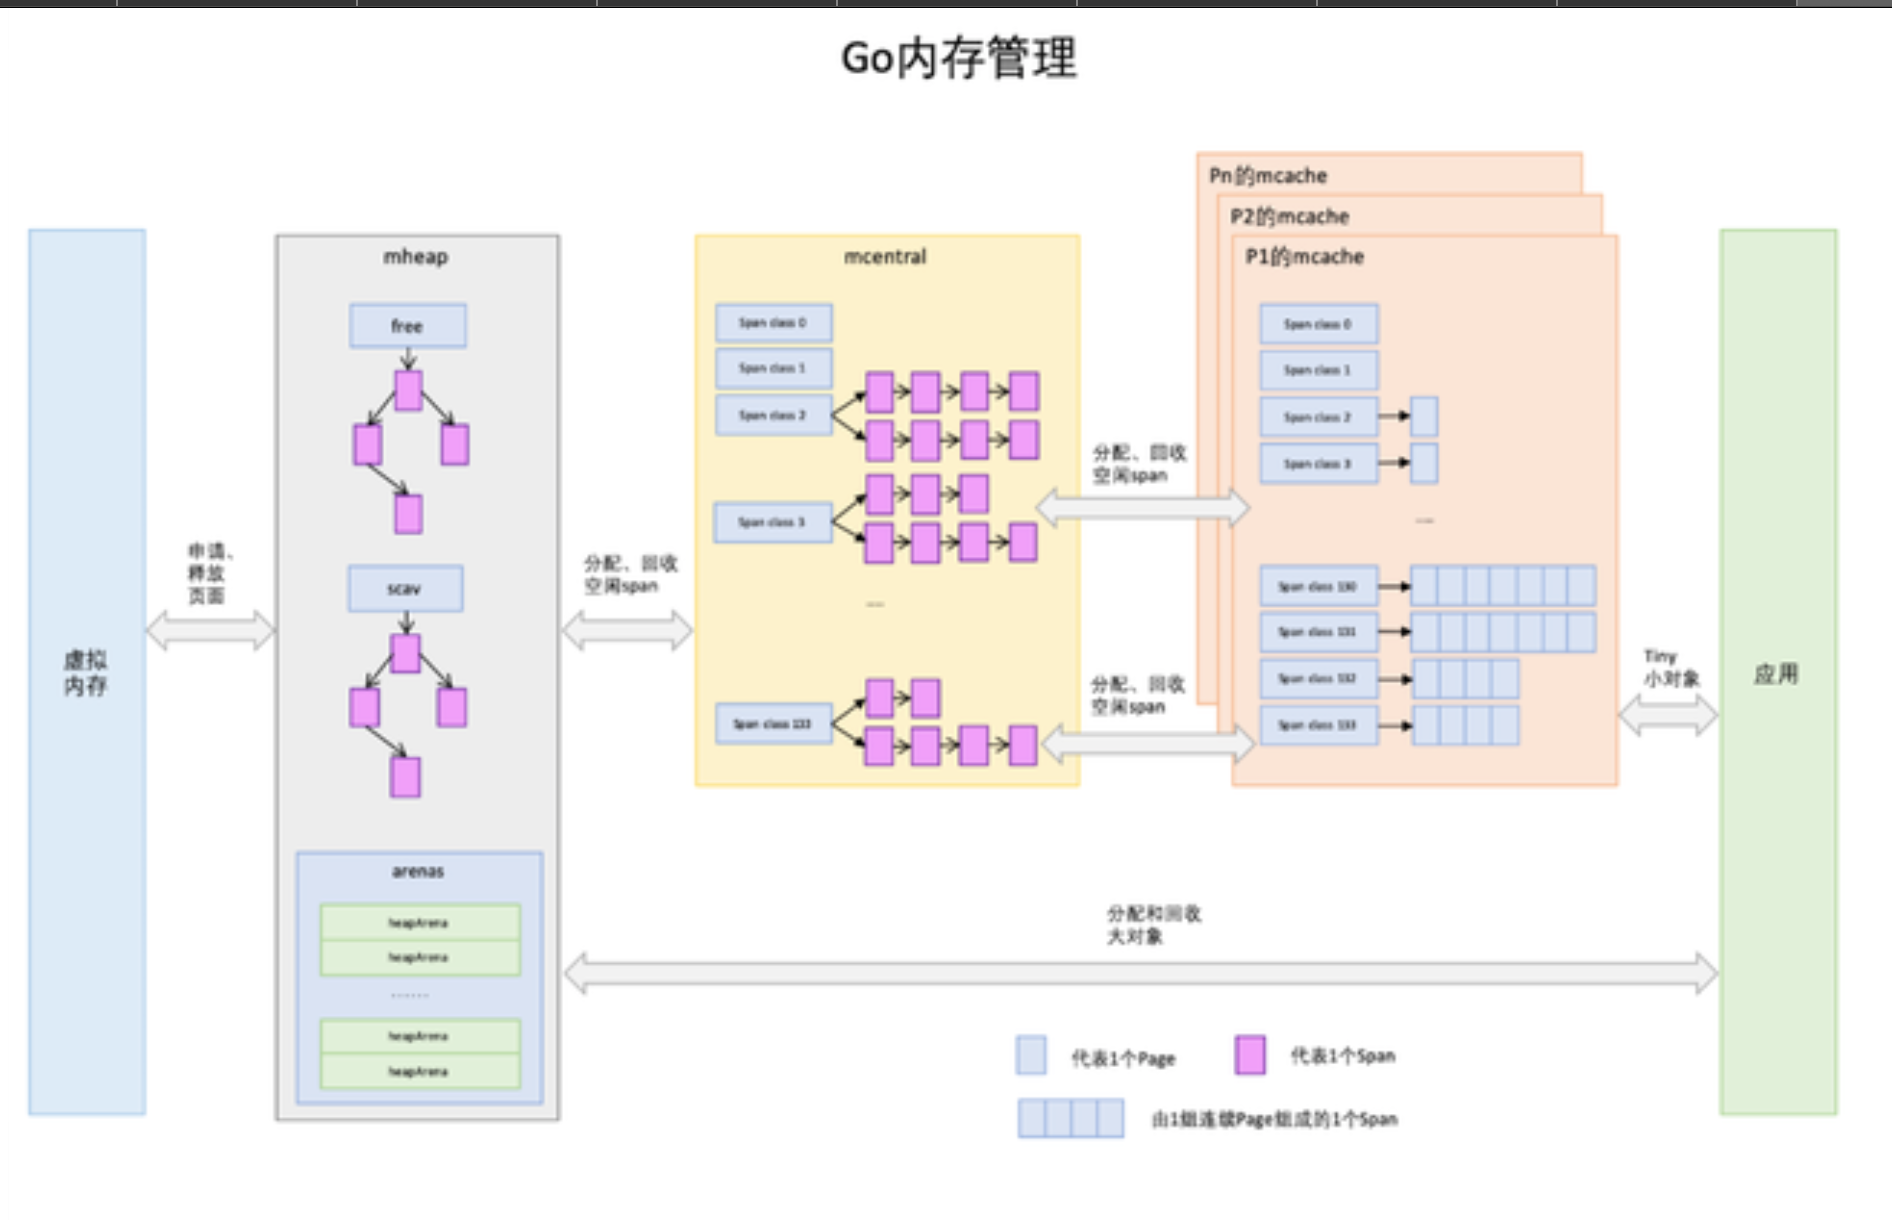 Go内存管理
Pn的mcache
P2的mcache
P1的mcache
mheap
mcentral
free
Span class 0
Span class 1
Span class 2
Span class 3
......
Span class 133
scav
arenas
heapArena
heapArena
......
heapArena
heapArena
Span class 0
Span class 1
Span class 2
Span class 3
......
Span class 130
Span class 131
Span class 132
Span class 133
虚拟
内存
申请、
释放
页面
分配、回收
空闲span
分配、回收
空闲span
分配、回收
空闲span
Tiny
小对象
应用
分配和回收
大对象
代表1个Page
代表1个Span
由1组连续Page组成的1个Span